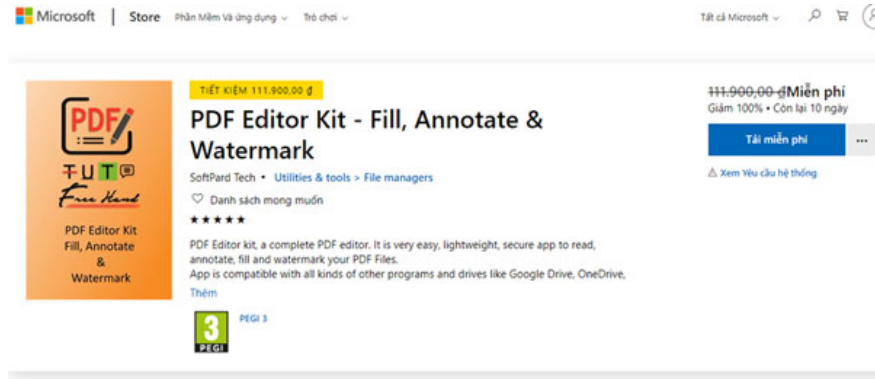 Microsoft | Store Phần Mềm Và ứng dụng Trò chơi Tất cả Microsoft
TIẾT KIỆM 111.900,00 ₫
PDF Editor Kit - Fill, Annotate &
Watermark
SoftPard Tech • Utilities & tools > File managers
Danh sách mong muốn
★★★★★
PDF Editor kit, a complete PDF editor. It is very easy, lightweight, secure app to read,
annotate, fill and watermark your PDF Files.
App is compatible with all kinds of other programs and drives like Google Drive, OneDrive,
Thêm
3
PEGI
PEGI 3
PDF
T U T
Free Hand
PDF Editor Kit
Fill, Annotate
&
Watermark
111.900,00 ₫Miễn phí
Giảm 100% • Còn lại 10 ngày
Tải miễn phí
...
Xem Yêu cầu hệ thống